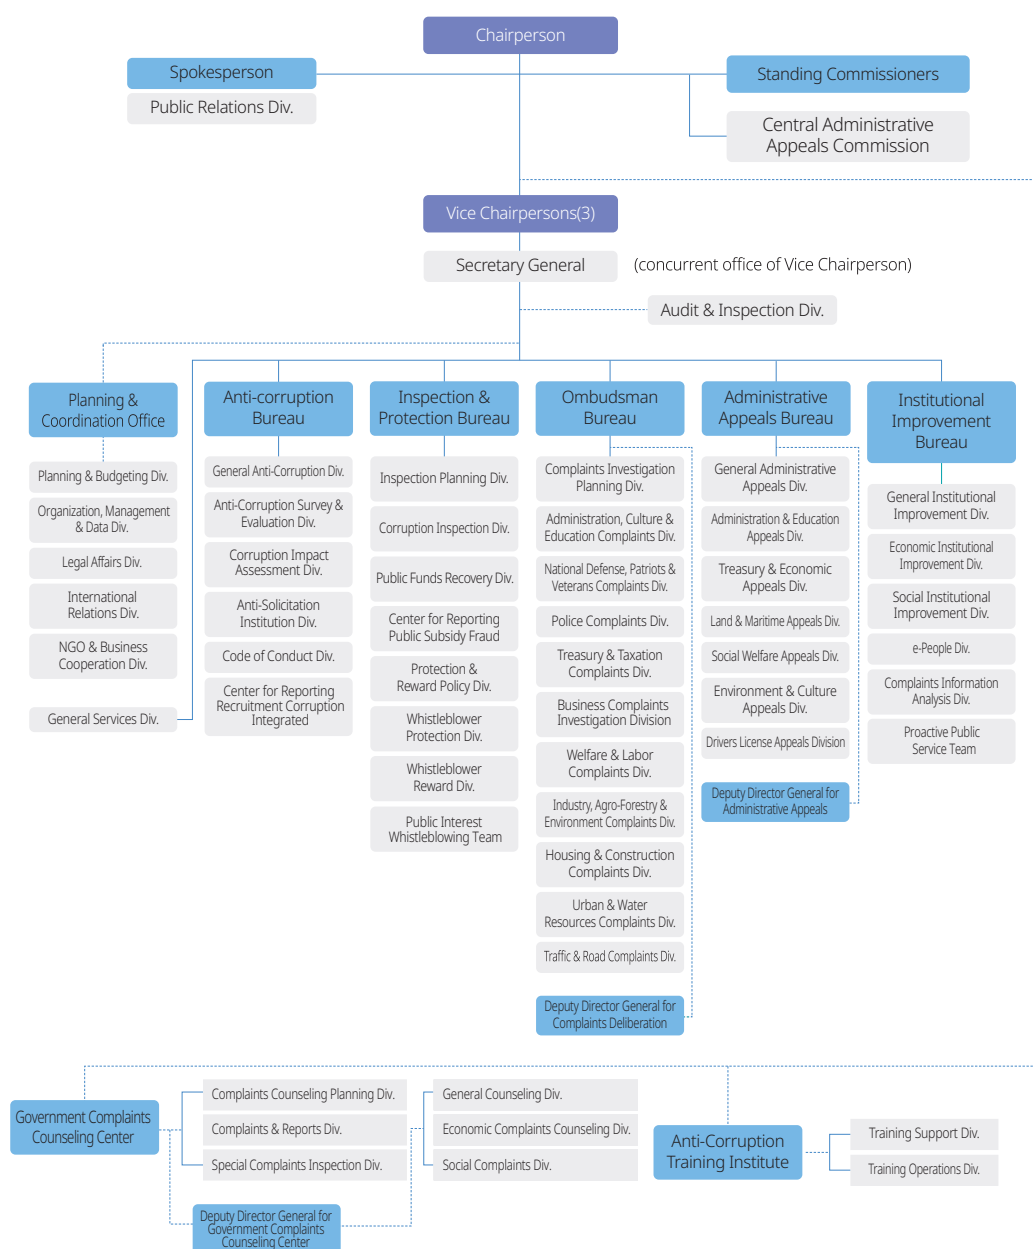 Chairperson
Spokesperson
Public Relations Div.
Standing Commissioners
Central Administrative
Appeals Commission
Vice Chairpersons(3)
Secretary General
(concurrent office of Vice Chairperson)
Audit & Inspection Div.
Planning &
Coordination Office
Planning & Budgeting Div.
Organization, Management
& Data Div.
Legal Affairs Div.
International
Relations Div.
NGO & Business
Cooperation Div.
General Services Div.
Anti-corruption
Bureau
General Anti-Corruption Div.
Anti-Corruption Survey &
Evaluation Div.
Corruption Impact
Assessment Div.
Anti-Solicitation
Institution Div.
Code of Conduct Div.
Center for Reporting
Recruitment Corruption
Integrated
Inspection &
Protection Bureau
Inspection Planning Div.
Corruption Inspection Div.
Public Funds Recovery Div.
Center for Reporting
Public Subsidy Fraud
Protection &
Reward Policy Div.
Whistleblower
Protection Div.
Whistleblower
Reward Div.
Public Interest
Whistleblowing Team
Ombudsman
Bureau
Complaints Investigation
Planning Div.
Administration, Culture &
Education Complaints Div.
National Defense, Patriots &
Veterans Complaints Div.
Police Complaints Div.
Treasury & Taxation
Complaints Div.
Business Complaints
Investigation Division
Welfare & Labor
Complaints Div.
Industry, Agro-Forestry &
Environment Complaints Div.
Housing & Construction
Complaints Div.
Urban & Water
Resources Complaints Div.
Traffic & Road Complaints Div.
Deputy Director General for
Complaints Deliberation
Administrative
Appeals Bureau
General Administrative
Appeals Div.
Administration & Education
Appeals Div.
Treasury & Economic
Appeals Div.
Land & Maritime Appeals Div.
Social Welfare Appeals Div.
Environment & Culture
Appeals Div.
Drivers License Appeals Division
Deputy Director General for
Administrative Appeals
Institutional
Improvement
Bureau
General Institutional
Improvement Div.
Economic Institutional
Improvement Div.
Social Institutional
Improvement Div.
e-People Div.
Complaints Information
Analysis Div.
Proactive Public
Service Team
Government Complaints
Counseling Center
Complaints Counseling Planning Div.
Complaints & Reports Div.
Special Complaints Inspection Div.
Deputy Director General for
Government Complaints
Counseling Center
General Counseling Div.
Economic Complaints Counseling Div.
Social Complaints Div.
Anti-Corruption
Training Institute
Training Support Div.
Training Operations Div.